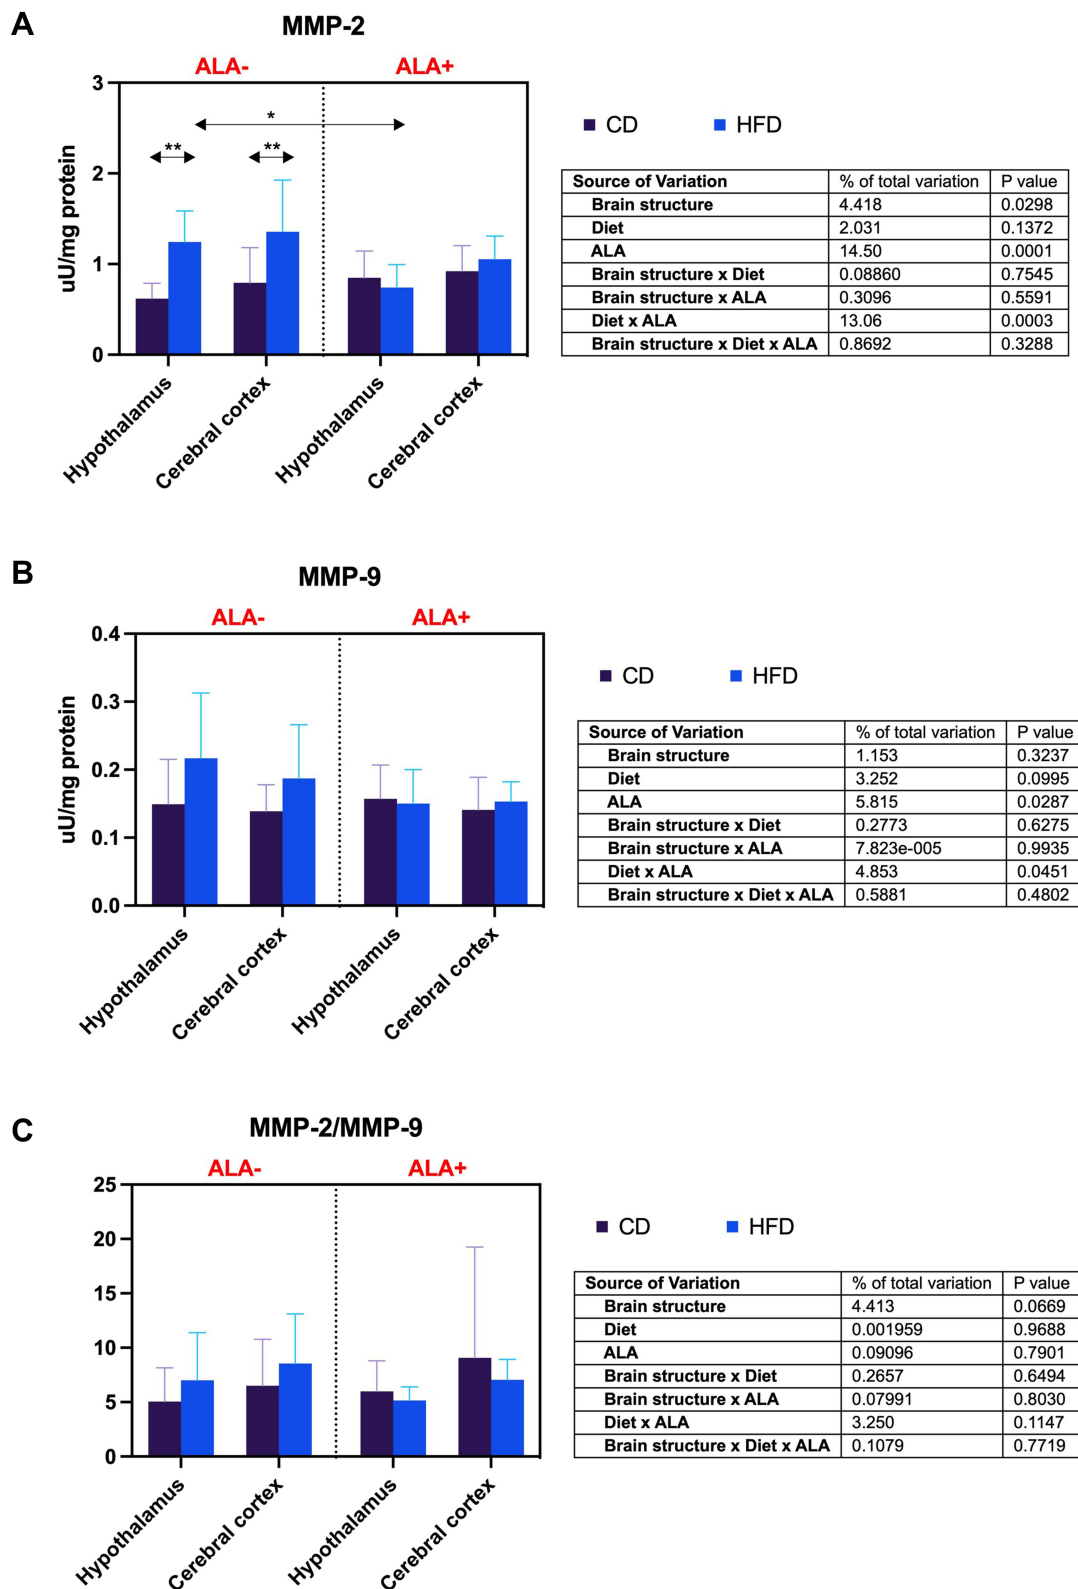 A
MMP-2
ALA- ALA+
3
2
1
0
uU/mg protein
*
** **
Hypothalamus
Cerebral cortex
Hypothalamus
Cerebral cortex
CD HFD
Source of Variation % of total variation P value
Brain structure 4.418 0.0298
Diet 2.031 0.1372
ALA 14.50 0.0001
Brain structure x Diet 0.08860 0.7545
Brain structure x ALA 0.3096 0.5591
Diet x ALA 13.06 0.0003
Brain structure x Diet x ALA 0.8692 0.3288
B
MMP-9
ALA- ALA+
0.4
0.3
0.2
0.1
0.0
uU/mg protein
Hypothalamus
Cerebral cortex
Hypothalamus
Cerebral cortex
CD HFD
Source of Variation % of total variation P value
Brain structure 1.153 0.3237
Diet 3.252 0.0995
ALA 5.815 0.0287
Brain structure x Diet 0.2773 0.6275
Brain structure x ALA 7.823e-005 0.9935
Diet x ALA 4.853 0.0451
Brain structure x Diet x ALA 0.5881 0.4802
C
MMP-2/MMP-9
ALA- ALA+
25
20
15
10
5
0
Hypothalamus
Cerebral cortex
Hypothalamus
Cerebral cortex
CD HFD
Source of Variation % of total variation P value
Brain structure 4.413 0.0669
Diet 0.001959 0.9688
ALA 0.09096 0.7901
Brain structure x Diet 0.2657 0.6494
Brain structure x ALA 0.07991 0.8030
Diet x ALA 3.250 0.1147
Brain structure x Diet x ALA 0.1079 0.7719